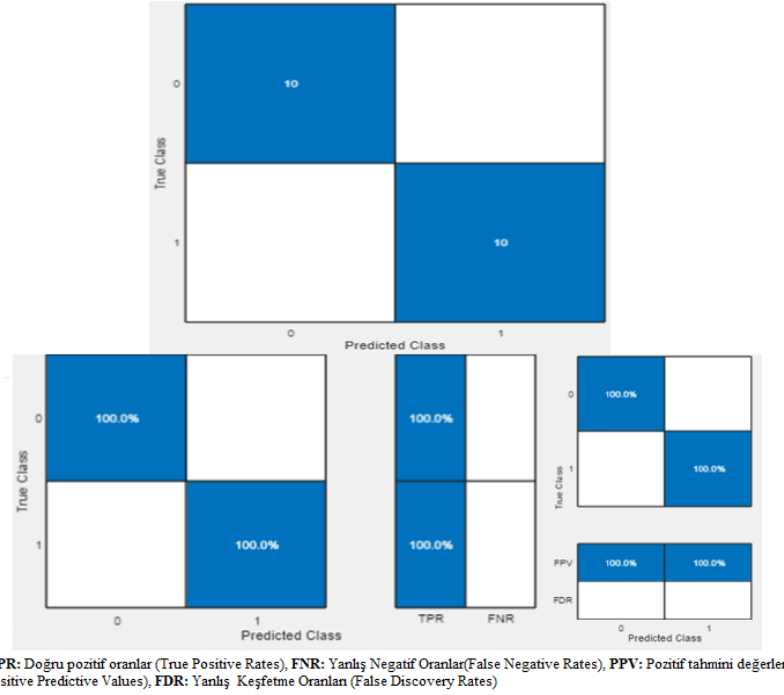 0
10
True Class
1
10
0
1
Predicted Class
0
100.0%
True Class
1
100.0%
0
1
Predicted Class
100.0%
100.0%
TPR
FNR
0
100.0%
True Class
1
100.0%
PPV
100.0%
100.0%
FDR
0
1
Predicted Class
PR: Doğru pozitif oranlar (True Positive Rates), FNR: Yanlış Negatif Oranlar(False Negative Rates), PPV: Pozitif tahmini değerler
sitive Predictive Values), FDR: Yanlış Keşfetme Oranları (False Discovery Rates)